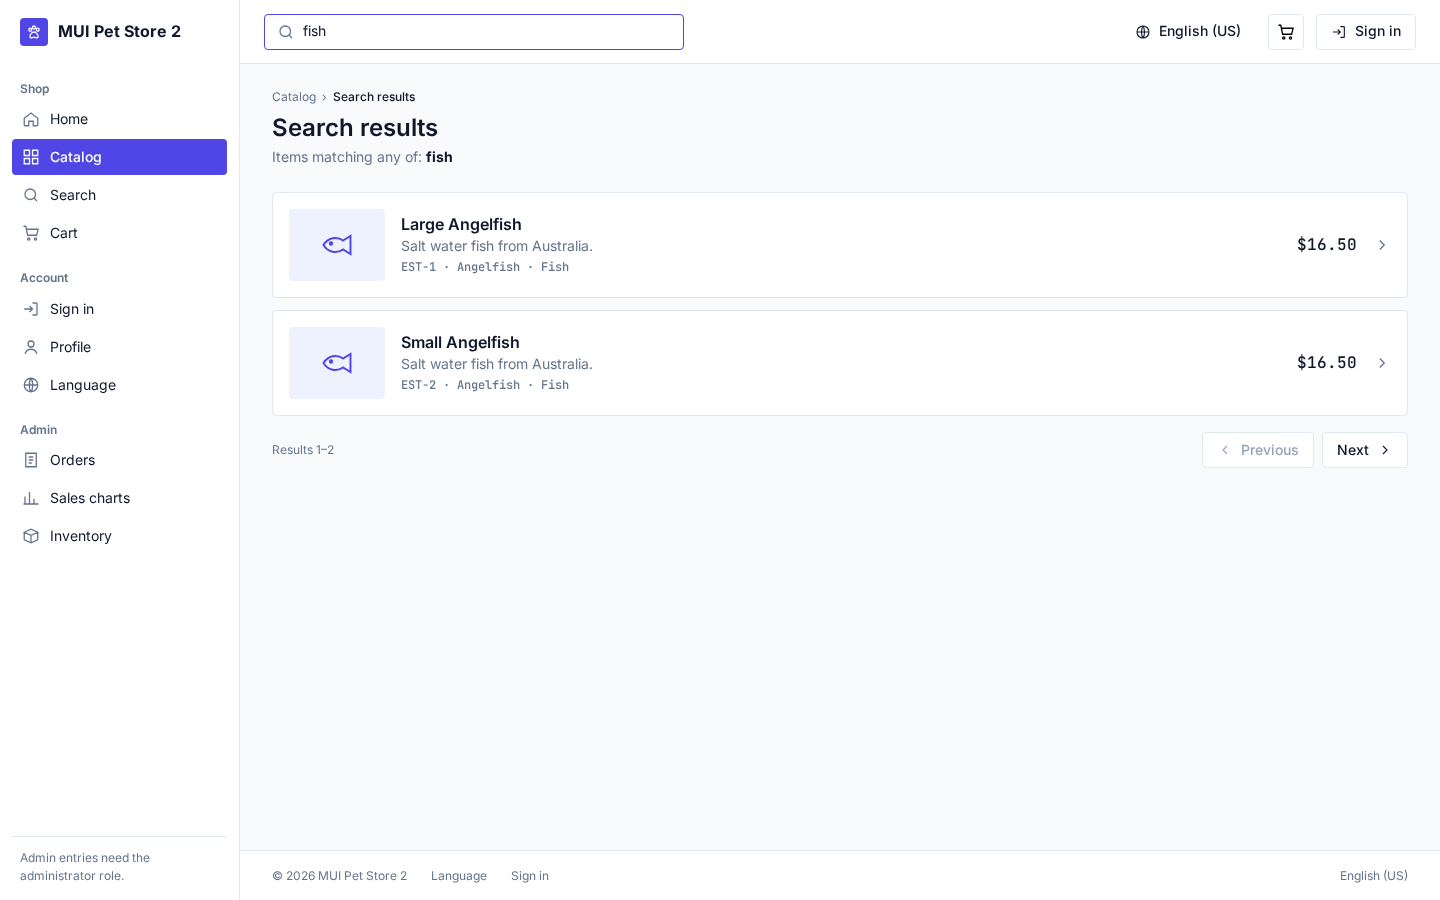 MUI Pet Store 2
Shop
Home
Catalog
Search
Cart
Account
Sign in
Profile
Language
Admin
Orders
Sales charts
Inventory
Admin entries need the
administrator role.
fish
English (US)
Sign in
Catalog › Search results
Search results
Items matching any of: fish
Large Angelfish
Salt water fish from Australia.
EST-1 · Angelfish · Fish
$16.50
Small Angelfish
Salt water fish from Australia.
EST-2 · Angelfish · Fish
$16.50
Results 1–2
Previous
Next
© 2026 MUI Pet Store 2
Language
Sign in
English (US)